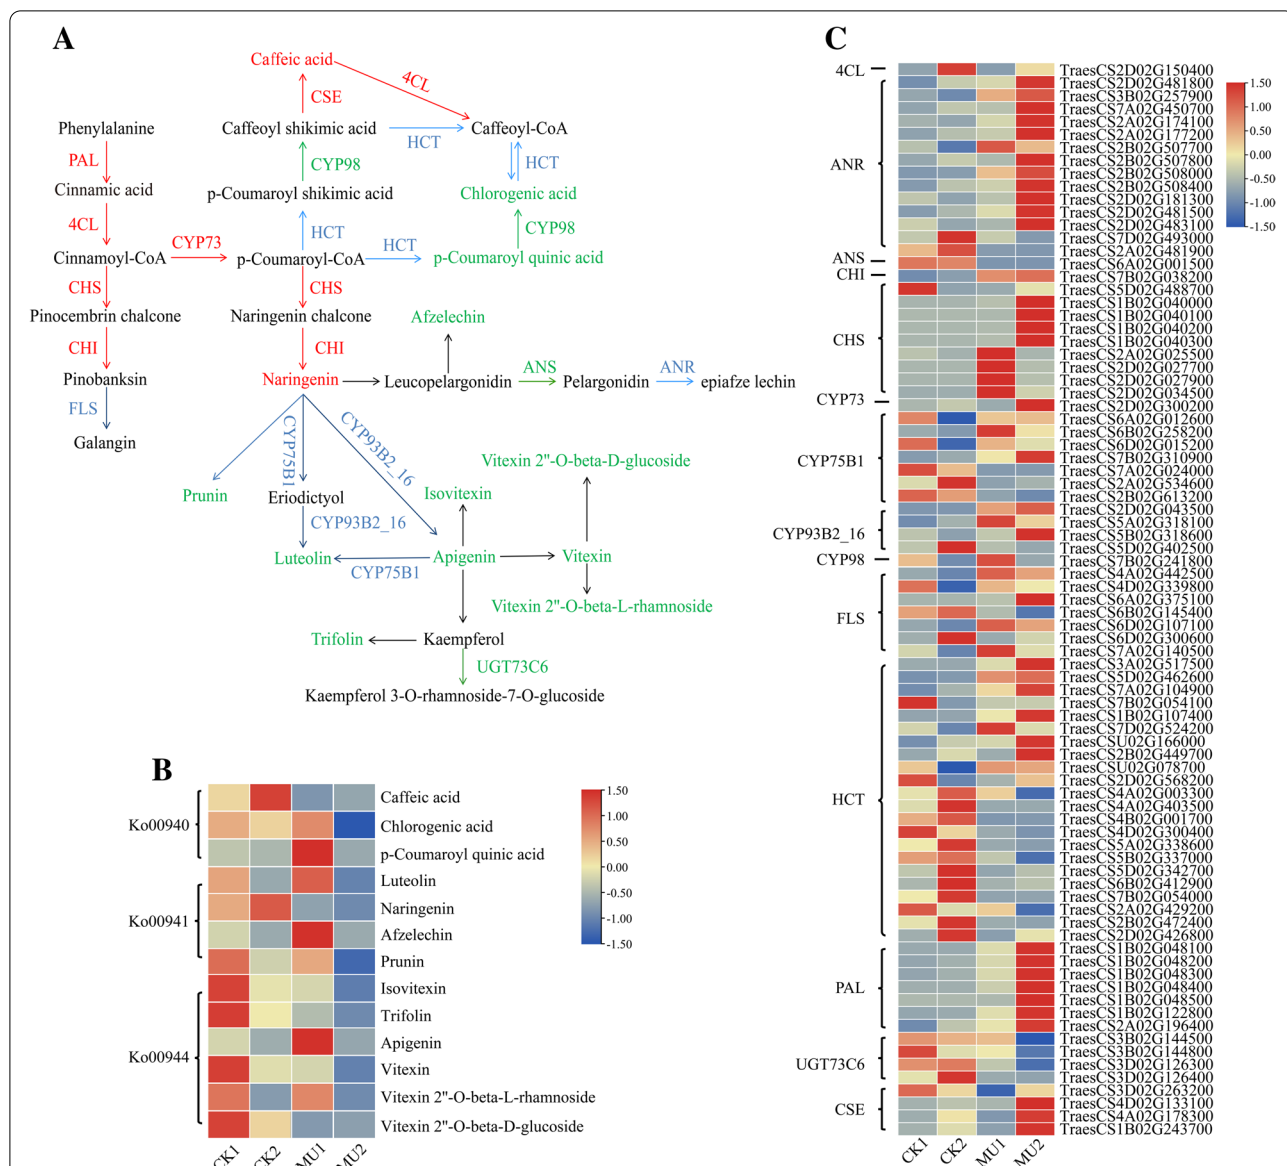 A
Caffeic acid
4CL
CSE
Phenylalanine
Caffeoyl shikimic acid
HCT
Caffeoyl-CoA
PAL
CYP98
HCT
Cinnamic acid
p-Coumaroyl shikimic acid
Chlorogenic acid
4CL
CYP73
HCT
HCT
CYP98
Cinnamoyl-CoA
p-Coumaroyl-CoA
p-Coumaroyl quinic acid
CHS
CHS
Pinocembrin chalcone
Naringenin chalcone
Afzelechin
CHI
CHI
ANS
ANR
Pinobanksin
Naringenin
Leucopelargonidin
Pelargonidin
epiafze lechin
FLS
Galangin
CYP75B1
CYP93B2_16
Vitexin 2"-O-beta-D-glucoside
Prunin
Eriodictyol
Isovitexin
CYP93B2_16
Luteolin
CYP75B1
Apigenin
Vitexin
Vitexin 2"-O-beta-L-rhamnoside
Trifolin
Kaempferol
UGT73C6
Kaempferol 3-O-rhamnoside-7-O-glucoside
B
Ko00940
Ko00941
Ko00944
Caffeic acid
Chlorogenic acid
p-Coumaroyl quinic acid
Luteolin
Naringenin
Afzelechin
Prunin
Isovitexin
Trifolin
Apigenin
Vitexin
Vitexin 2"-O-beta-L-rhamnoside
Vitexin 2"-O-beta-D-glucoside
CK1
CK2
MU1
MU2
1.50
1.00
0.50
0.00
-0.50
-1.00
-1.50
C
4CL
ANR
ANS
CHI
CHS
CYP73
CYP75B1
CYP93B2_16
CYP98
FLS
HCT
PAL
UGT73C6
CSE
TraesCS2D02G150400
TraesCS2D02G481800
TraesCS3B02G257900
TraesCS7A02G450700
TraesCS2A02G174100
TraesCS2A02G177200
TraesCS2B02G507700
TraesCS2B02G507800
TraesCS2B02G508000
TraesCS2B02G508400
TraesCS2D02G181300
TraesCS2D02G481500
TraesCS2D02G483100
TraesCS7D02G493000
TraesCS2A02G481900
TraesCS6A02G001500
TraesCS7B02G038200
TraesCS5D02G488700
TraesCS1B02G040000
TraesCS1B02G040100
TraesCS1B02G040200
TraesCS1B02G040300
TraesCS2A02G025500
TraesCS2D02G027700
TraesCS2D02G027900
TraesCS2D02G034500
TraesCS2D02G300200
TraesCS6A02G012600
TraesCS6B02G258200
TraesCS6D02G015200
TraesCS7B02G310900
TraesCS7A02G024000
TraesCS2A02G534600
TraesCS2B02G613200
TraesCS2D02G043500
TraesCS5A02G318100
TraesCS5B02G318600
TraesCS5D02G402500
TraesCS7B02G241800
TraesCS4A02G442500
TraesCS4D02G339800
TraesCS6A02G375100
TraesCS6B02G145400
TraesCS6D02G107100
TraesCS6D02G300600
TraesCS7A02G140500
TraesCS3A02G517500
TraesCS5D02G462600
TraesCS7A02G104900
TraesCS7B02G054100
TraesCS1B02G107400
TraesCS7D02G524200
TraesCSU02G166000
TraesCS2B02G449700
TraesCSU02G078700
TraesCS2D02G568200
TraesCS4A02G003300
TraesCS4A02G403500
TraesCS4B02G001700
TraesCS4D02G300400
TraesCS5A02G338600
TraesCS5B02G337000
TraesCS5D02G342700
TraesCS6B02G412900
TraesCS7B02G054000
TraesCS2A02G429200
TraesCS2B02G472400
TraesCS2D02G426800
TraesCS1B02G048100
TraesCS1B02G048200
TraesCS1B02G048300
TraesCS1B02G048400
TraesCS1B02G048500
TraesCS1B02G122800
TraesCS2A02G196400
TraesCS3B02G144500
TraesCS3B02G144800
TraesCS3D02G126300
TraesCS3D02G126400
TraesCS3D02G263200
TraesCS4D02G133100
TraesCS4A02G178300
TraesCS1B02G243700
CK1
CK2
MU1
MU2
1.50
1.00
0.50
0.00
-0.50
-1.00
-1.50